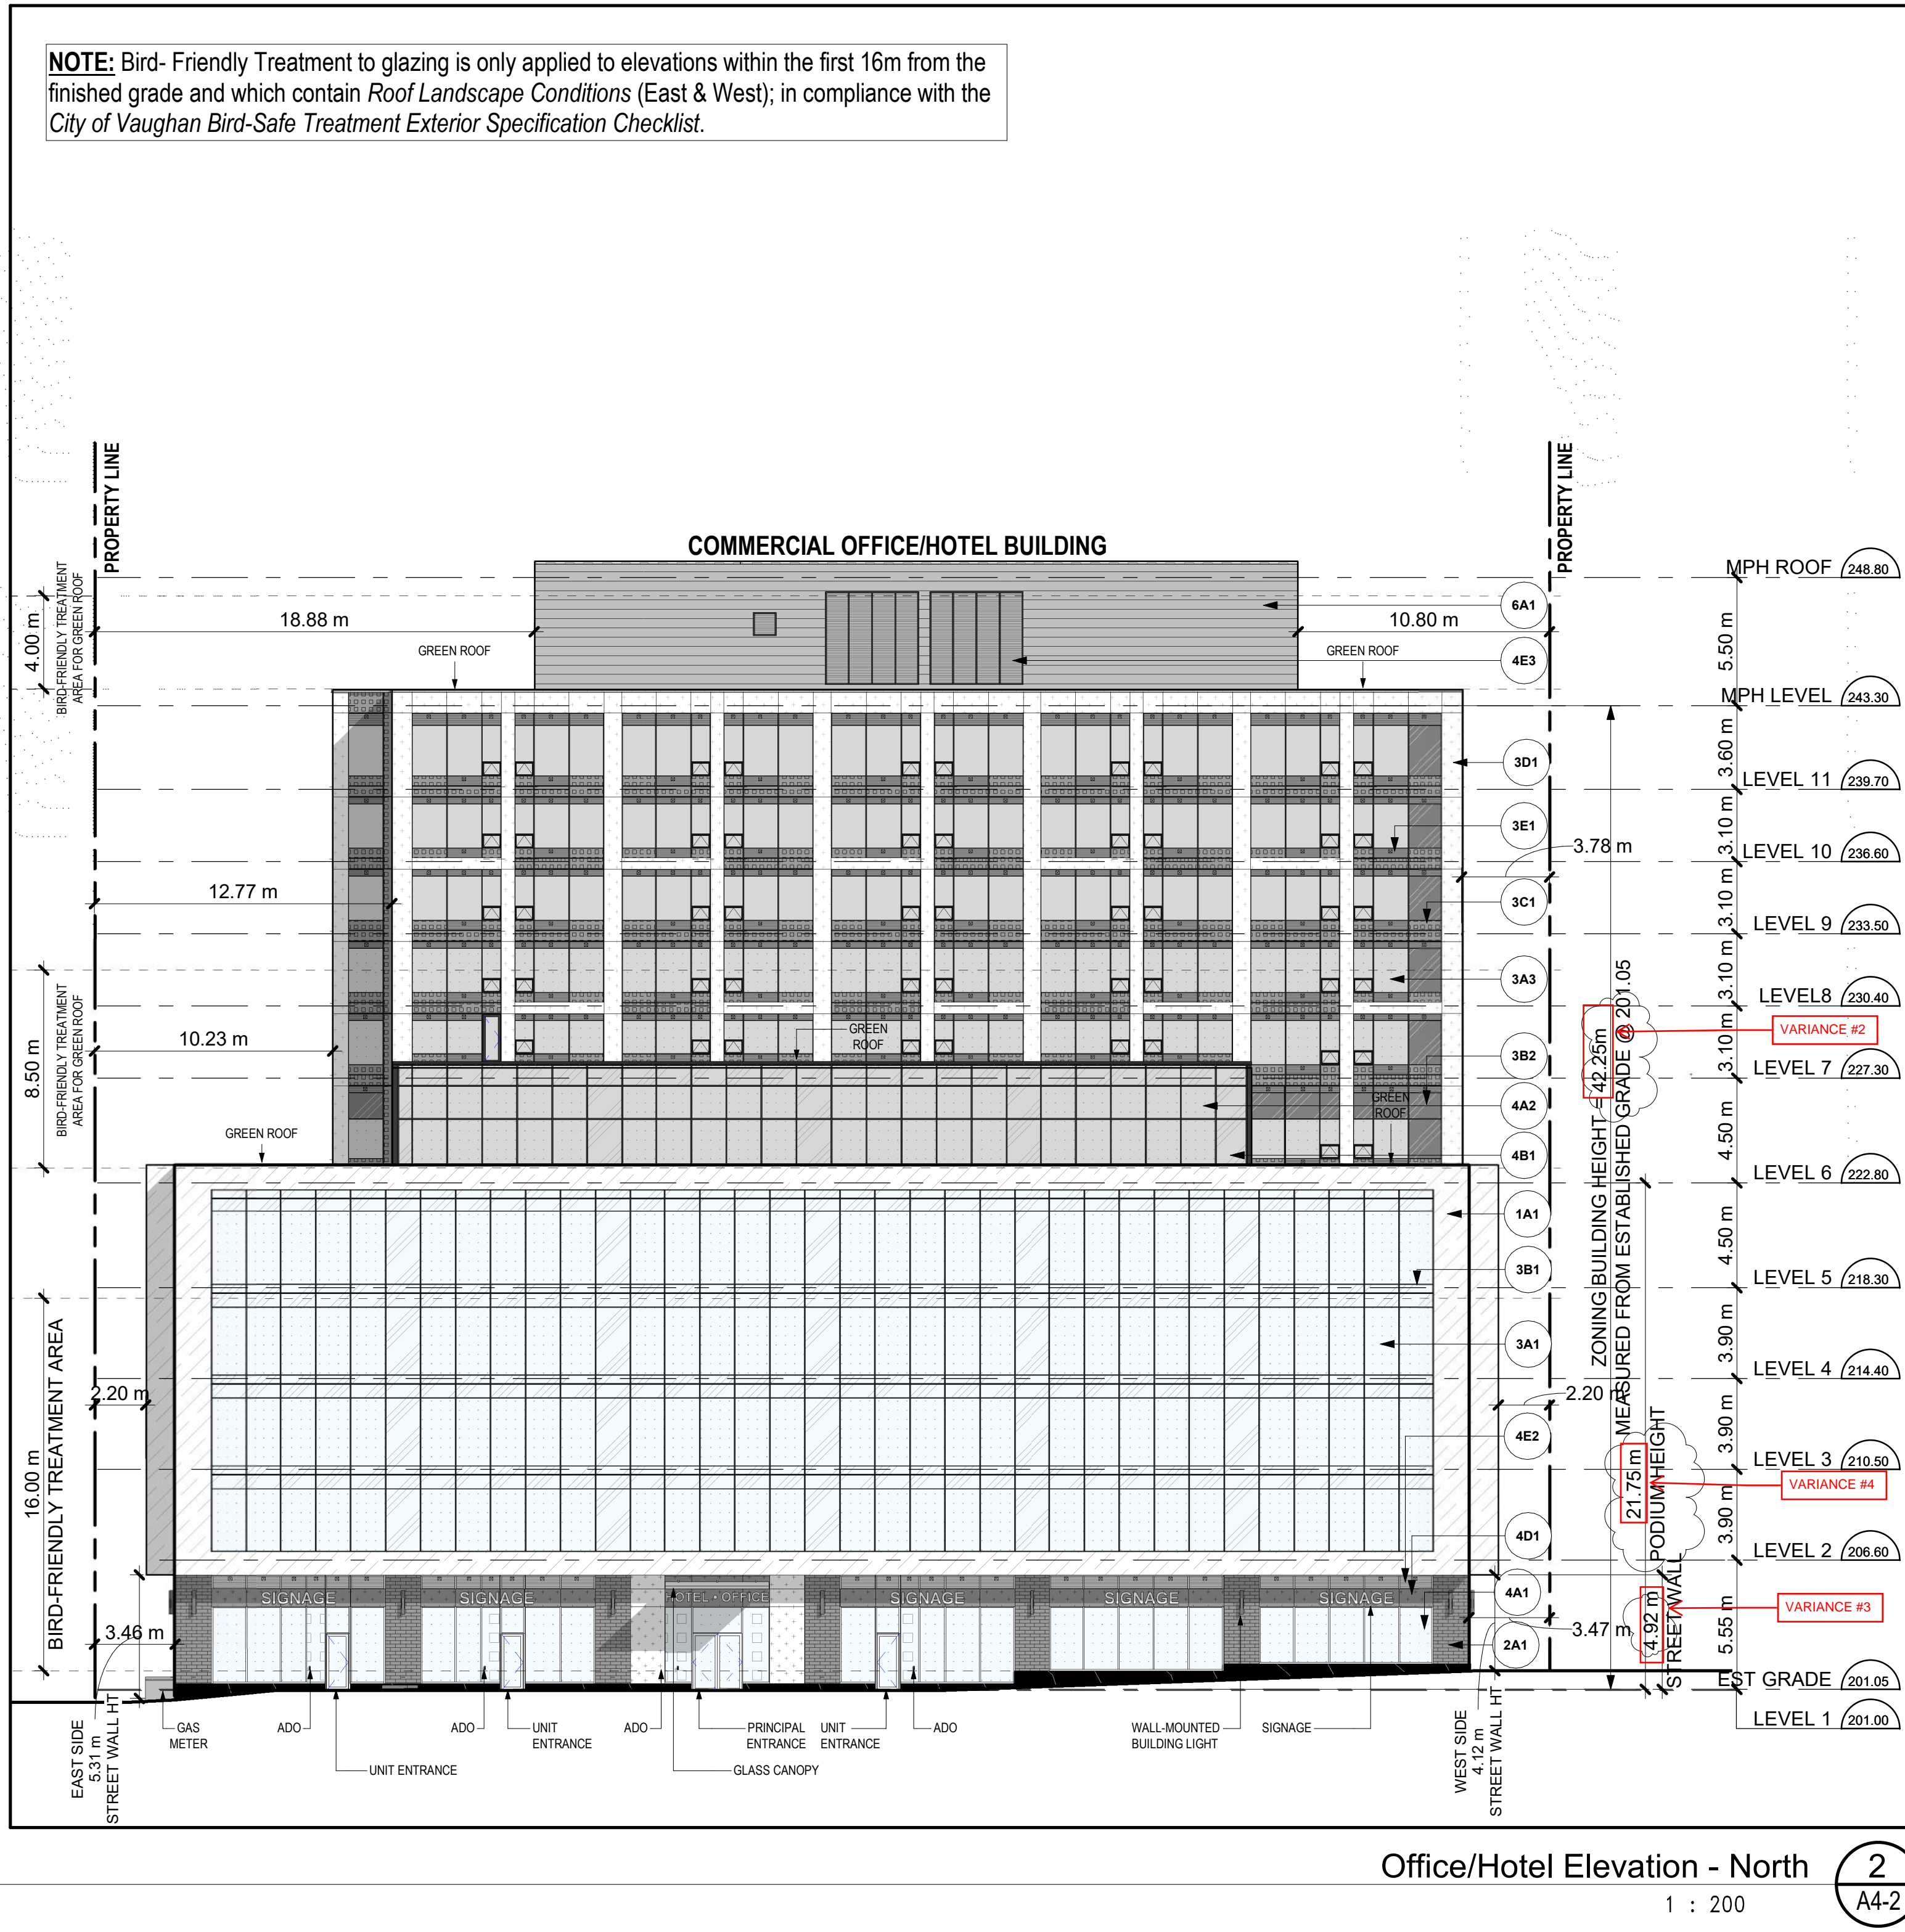 NOTE: Bird- Friendly Treatment to glazing is only applied to elevations within the first 16m from the
finished grade and which contain Roof Landscape Conditions (East & West); in compliance with the
City of Vaughan Bird-Safe Treatment Exterior Specification Checklist.
PROPERTY LINE
PROPERTY LINE
COMMERCIAL OFFICE/HOTEL BUILDING
4.00 m
BIRD-FRIENDLY TREATMENT
AREA FOR GREEN ROOF
18.88 m
10.80 m
GREEN ROOF
GREEN ROOF
12.77 m
3.78 m
10.23 m
8.50 m
BIRD-FRIENDLY TREATMENT
AREA FOR GREEN ROOF
GREEN
ROOF
GREEN
ROOF
GREEN ROOF
6A1
4E3
3D1
3E1
3C1
3A3
3B2
4A2
4B1
1A1
3B1
3A1
4E2
4D1
4A1
2A1
MPH ROOF 248.80
5.50 m
MPH LEVEL 243.30
3.60 m
LEVEL 11 239.70
3.10 m
LEVEL 10 236.60
3.10 m
LEVEL 9 233.50
3.10 m
LEVEL8 230.40
3.10 m
LEVEL 7 227.30
4.50 m
LEVEL 6 222.80
4.50 m
LEVEL 5 218.30
3.90 m
LEVEL 4 214.40
3.90 m
LEVEL 3 210.50
3.90 m
LEVEL 2 206.60
5.55 m
EST GRADE 201.05
LEVEL 1 201.00
ZONING BUILDING HEIGHT = 42.25m
MEASURED FROM ESTABLISHED GRADE @ 201.05
VARIANCE #2
21.75 m
PODIUM HEIGHT
VARIANCE #4
4.92 m
STREET WALL
VARIANCE #3
2.20 m
2.20 m
16.00 m
BIRD-FRIENDLY TREATMENT AREA
3.46 m
3.47 m
SIGNAGE
SIGNAGE
HOTEL • OFFICE
SIGNAGE
SIGNAGE
SIGNAGE
EAST SIDE
5.31 m
STREET WALL HT
WEST SIDE
4.12 m
STREET WALL HT
GAS
METER
ADO
UNIT ENTRANCE
ADO
UNIT
ENTRANCE
ADO
GLASS CANOPY
PRINCIPAL
ENTRANCE
UNIT
ENTRANCE
ADO
WALL-MOUNTED
BUILDING LIGHT
SIGNAGE
Office/Hotel Elevation - North
2
A4-2
1 : 200